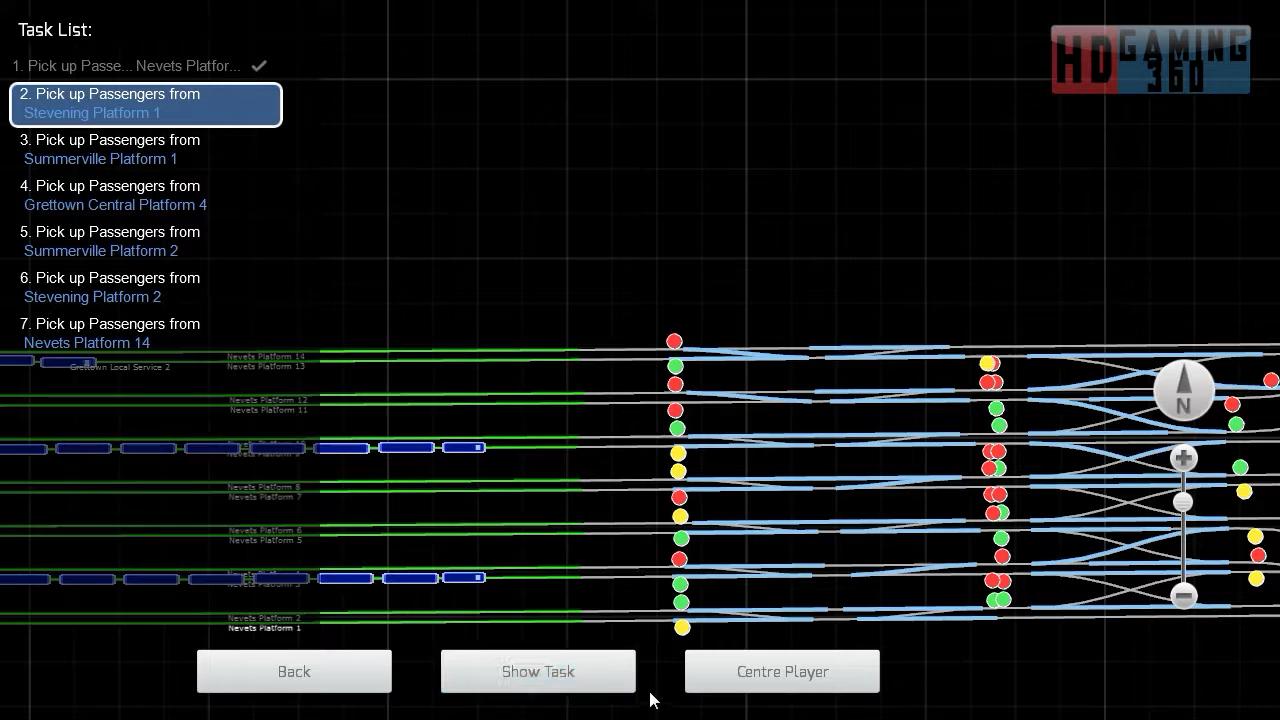 Task List:
1. Pick up Passe... Nevets Platfor...
2. Pick up Passengers from
Stevening Platform 1
3. Pick up Passengers from
Summerville Platform 1
4. Pick up Passengers from
Grettown Central Platform 4
5. Pick up Passengers from
Summerville Platform 2
6. Pick up Passengers from
Stevening Platform 2
7. Pick up Passengers from
Nevets Platform 14
HD GAMING
360
Nevets Platform 14
Grettown Local Service 2
Nevets Platform 13
Nevets Platform 12
Nevets Platform 11
Nevets Platform 8
Nevets Platform 7
Nevets Platform 6
Nevets Platform 5
Nevets Platform 2
Nevets Platform 1
N
Back
Show Task
Centre Player